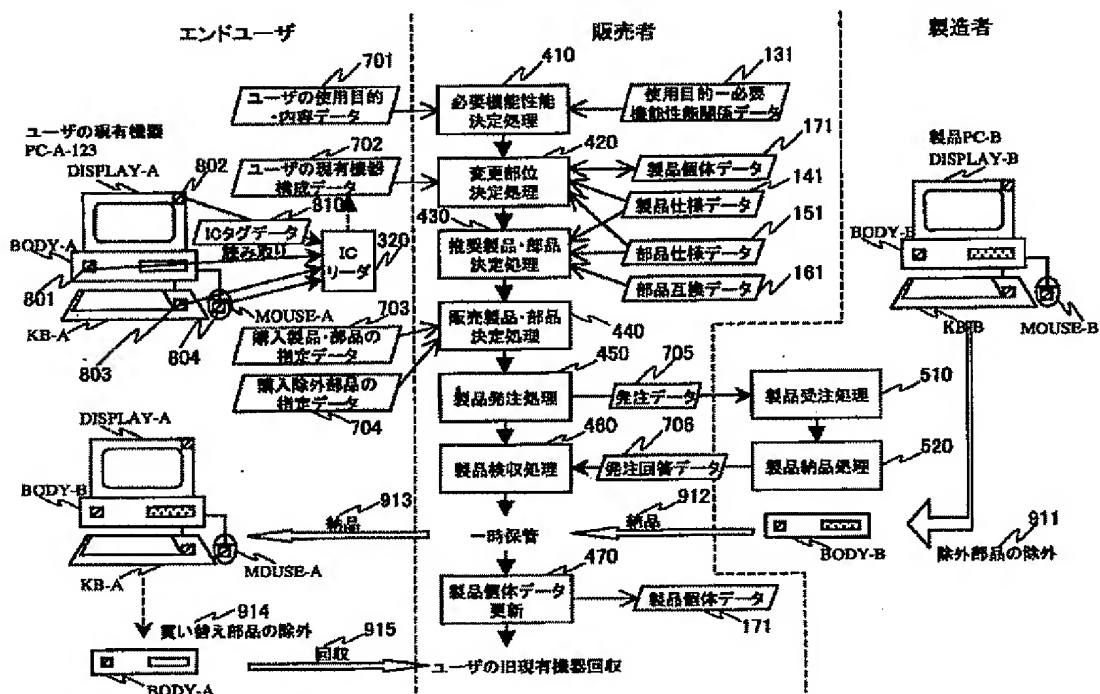 エンドユーザ
販売者
製造者
701
ユーザの使用目的
・内容データ
410
必要機能性能
決定処理
131
使用目的ー必要
機能性能関係データ
ユーザの現有機器
PC-A-123
DISPLAY-A
802
702
ユーザの現有機器
構成データ
420
変更部位
決定処理
171
製品個体データ
141
製品仕様データ
製品PC-B
DISPLAY-B
810
ICタグデータ
読み取り
IC
リーダ
320
430
推奨製品・部品
決定処理
151
部品仕様データ
161
部品互換データ
BODY-A
801
KB-A
803
804
MOUSE-A
BODY-B
KB-B
MOUSE-B
703
購入製品・部品の
指定データ
販売製品・部品
決定処理
440
購入除外部品の
指定データ
704
450
製品発注処理
705
発注データ
510
製品受注処理
460
製品検収処理
706
発注回答データ
520
製品納品処理
DISPLAY-A
BODY-B
KB-A
MOUSE-A
913
納品
一時保管
912
納品
BODY-B
911
除外部品の除外
470
製品個体データ
更新
製品個体データ
171
914
買い替え部品の除外
BODY-A
915
回収
ユーザの旧現有機器回収